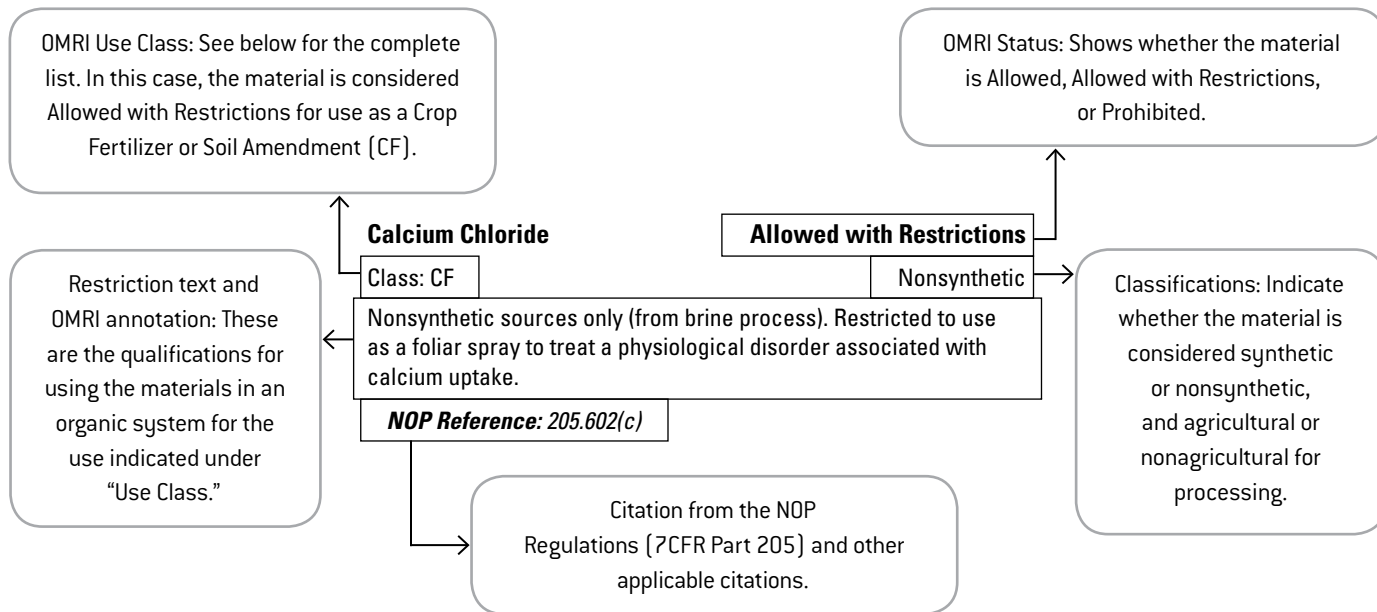 OMRI Use Class: See below for the complete
list. In this case, the material is considered
Allowed with Restrictions for use as a Crop
Fertilizer or Soil Amendment (CF).
OMRI Status: Shows whether the material
is Allowed, Allowed with Restrictions,
or Prohibited.
Calcium Chloride
Allowed with Restrictions
Class: CF
Nonsynthetic
Nonsynthetic sources only (from brine process). Restricted to use
as a foliar spray to treat a physiological disorder associated with
calcium uptake.
NOP Reference: 205.602(c)
Restriction text and
OMRI annotation: These
are the qualifications for
using the materials in an
organic system for the
use indicated under
“Use Class.”
Classifications: Indicate
whether the material is
considered synthetic
or nonsynthetic,
and agricultural or
nonagricultural for
processing.
Citation from the NOP
Regulations (7CFR Part 205) and other
applicable citations.